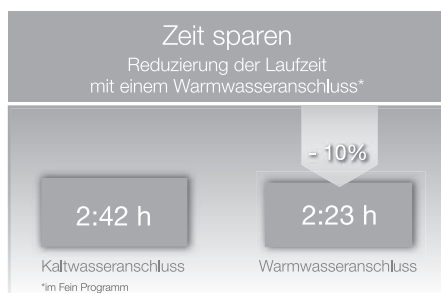 Zeit sparen
Reduzierung der Laufzeit
mit einem Warmwasseranschluss*
- 10%
2:42 h
2:23 h
Kaltwasseranschluss
Warmwasseranschluss
*im Fein Programm